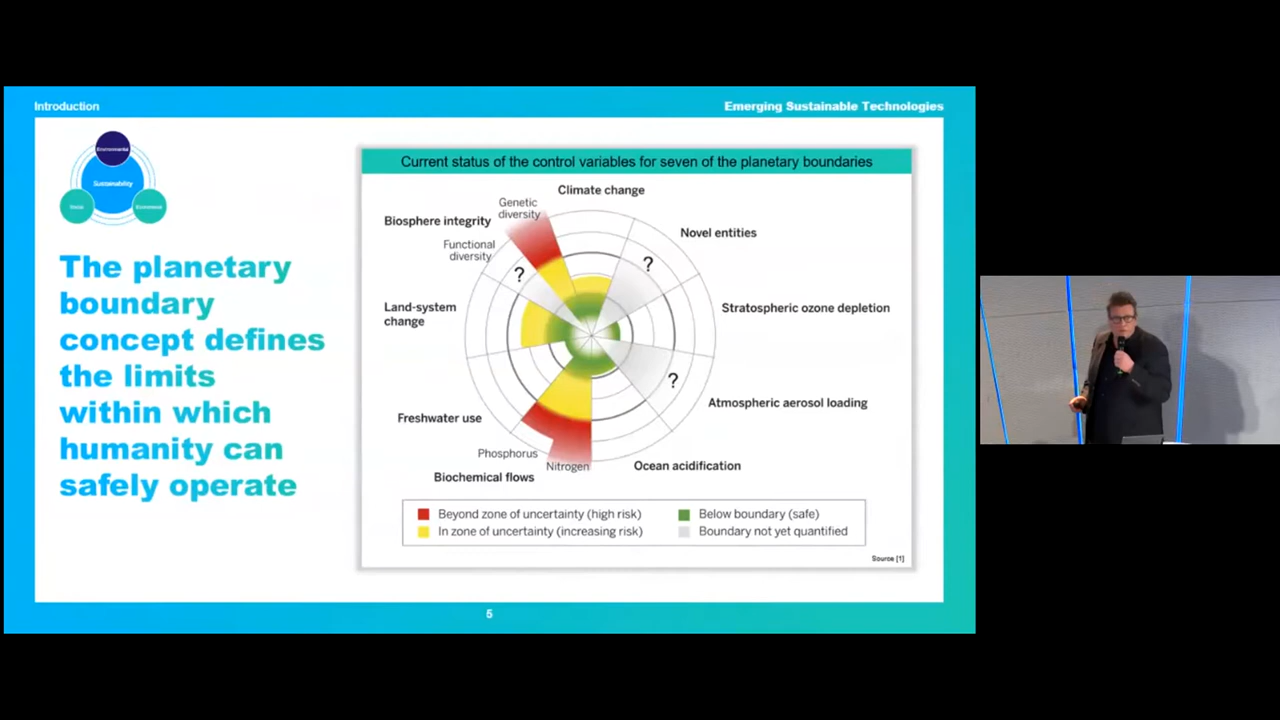 Introduction
Emerging Sustainable Technologies
Environmental
Sustainability
Social
Economical
The planetary
boundary
concept defines
the limits
within which
humanity can
safely operate
Current status of the control variables for seven of the planetary boundaries
Climate change
Genetic
diversity
Biosphere integrity
Novel entities
Functional
diversity
?
?
Land-system
change
Stratospheric ozone depletion
?
Atmospheric aerosol loading
Freshwater use
Phosphorus
Nitrogen
Ocean acidification
Biochemical flows
Beyond zone of uncertainty (high risk)
Below boundary (safe)
In zone of uncertainty (increasing risk)
Boundary not yet quantified
Source [1]
5